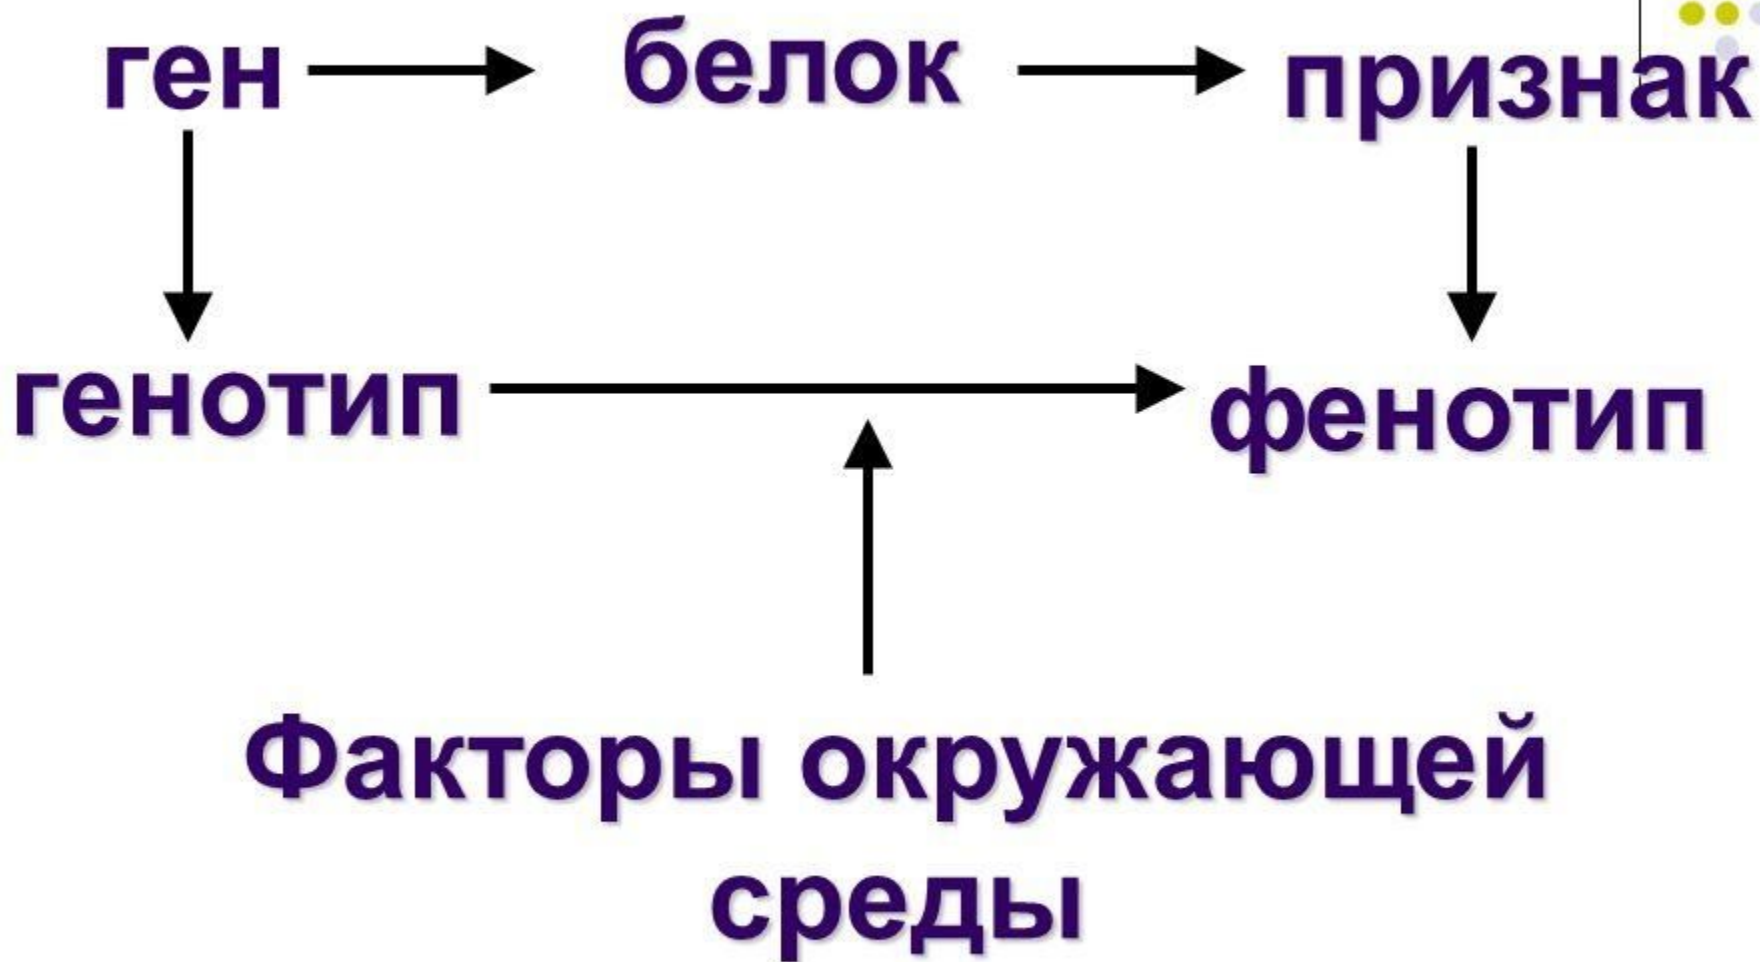 ген белок признак
генотип фенотип
Факторы окружающей
среды